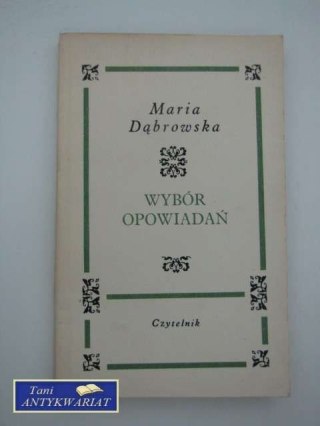 Maria
Dąbrowska
WYBÓR
OPOWIADAŃ
Czytelnik
Tani
ANTYKWARIAT